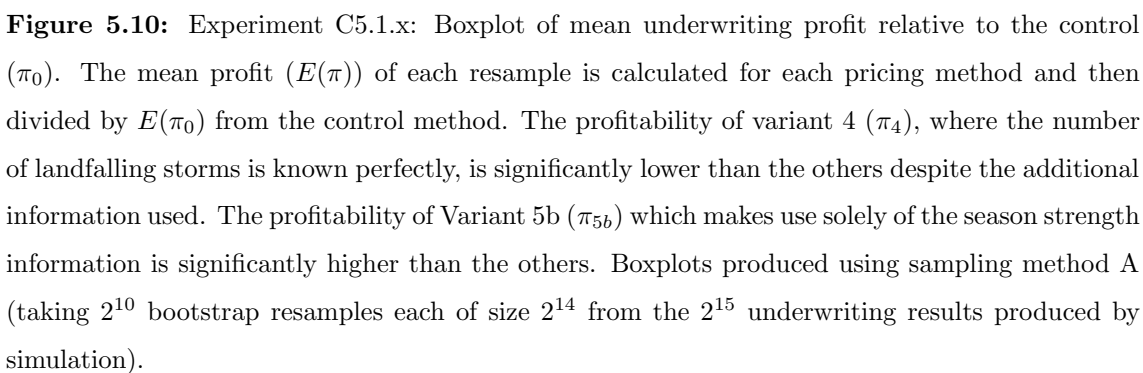 Figure 5.10: Experiment C5.1.x: Boxplot of mean underwriting profit relative to the control
(π₀). The mean profit (E(π)) of each resample is calculated for each pricing method and then
divided by E(π₀) from the control method. The profitability of variant 4 (π₄), where the number
of landfalling storms is known perfectly, is significantly lower than the others despite the additional
information used. The profitability of Variant 5b (π₅b) which makes use solely of the season strength
information is significantly higher than the others. Boxplots produced using sampling method A
(taking 2¹⁰ bootstrap resamples each of size 2¹⁴ from the 2¹⁵ underwriting results produced by
simulation).